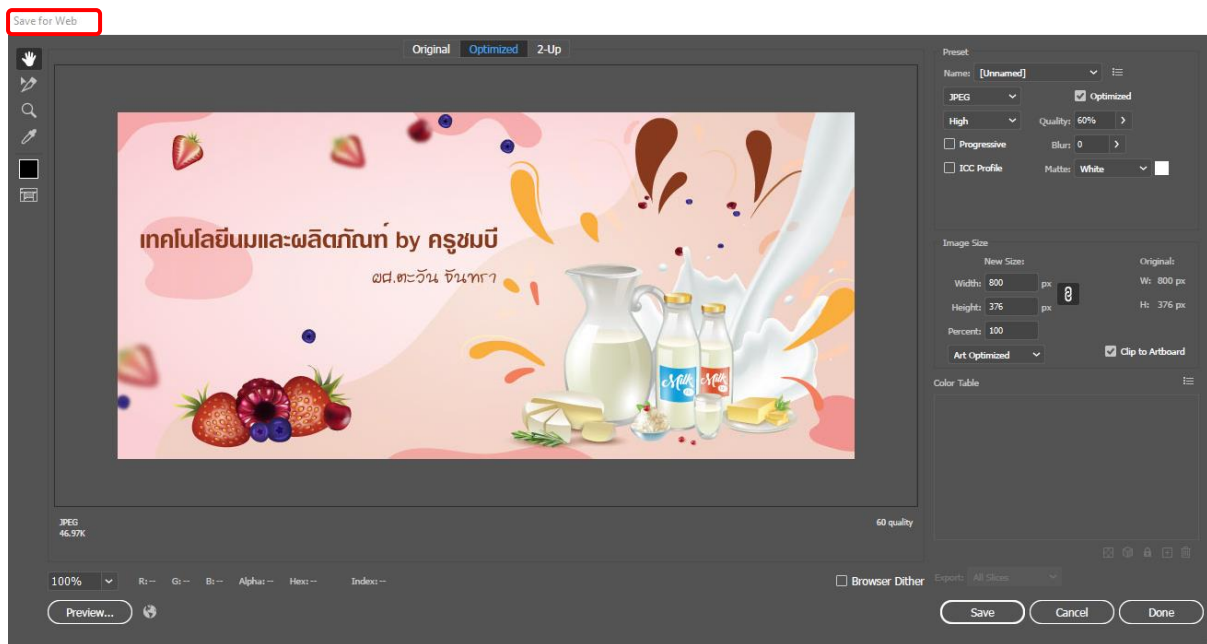 Save for Web
Original Optimized 2-Up
Preset
Name: [Unnamed]
JPEG Optimized
High Quality: 60%
Progressive Blur: 0
ICC Profile Matte: White
เทคโนโลยีนมและผลิตภัณฑ์ by ครูชมบี
ผศ.ตะวัน จันทรา
Milk Milk
Image Size
New Size: Original:
Width: 800 px W: 800 px
Height: 376 px H: 376 px
Percent: 100
Art Optimized Clip to Artboard
Color Table
JPEG 60 quality
46.97K
100% R: -- G: -- B: -- Alpha: -- Hex: -- Index: --
Browser Dither
Export: All Slices
Preview...
Save Cancel Done